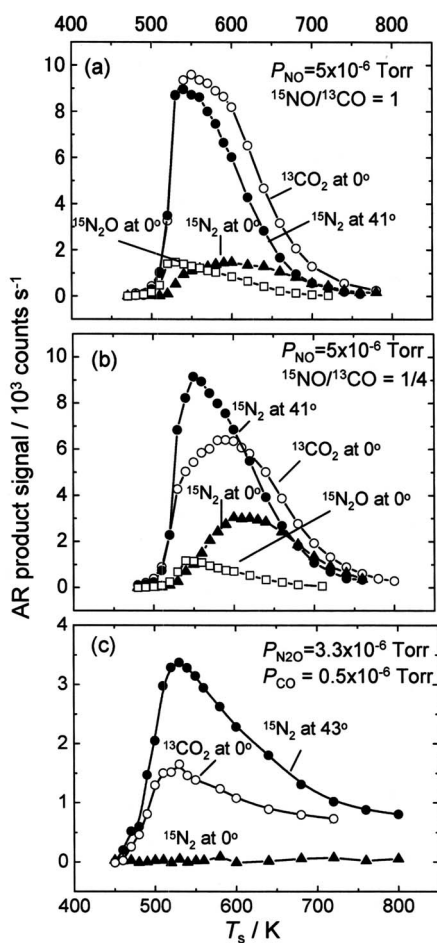 400 500 600 700 800
(a)
P_NO=5x10⁻⁶ Torr
¹⁵NO/¹³CO = 1
10
8
6
4
2
0
¹³CO₂ at 0°
¹⁵N₂ at 41°
¹⁵N₂O at 0°
¹⁵N₂ at 0°
(b)
P_NO=5x10⁻⁶ Torr
¹⁵NO/¹³CO = 1/4
10
8
6
4
2
0
¹⁵N₂ at 41°
¹³CO₂ at 0°
¹⁵N₂ at 0°
¹⁵N₂O at 0°
AR product signal / 10³ counts s⁻¹
(c)
P_N2O=3.3x10⁻⁶ Torr
P_CO = 0.5x10⁻⁶ Torr
4
3
2
1
0
¹⁵N₂ at 43°
¹³CO₂ at 0°
¹⁵N₂ at 0°
400 500 600 700 800
T_s / K